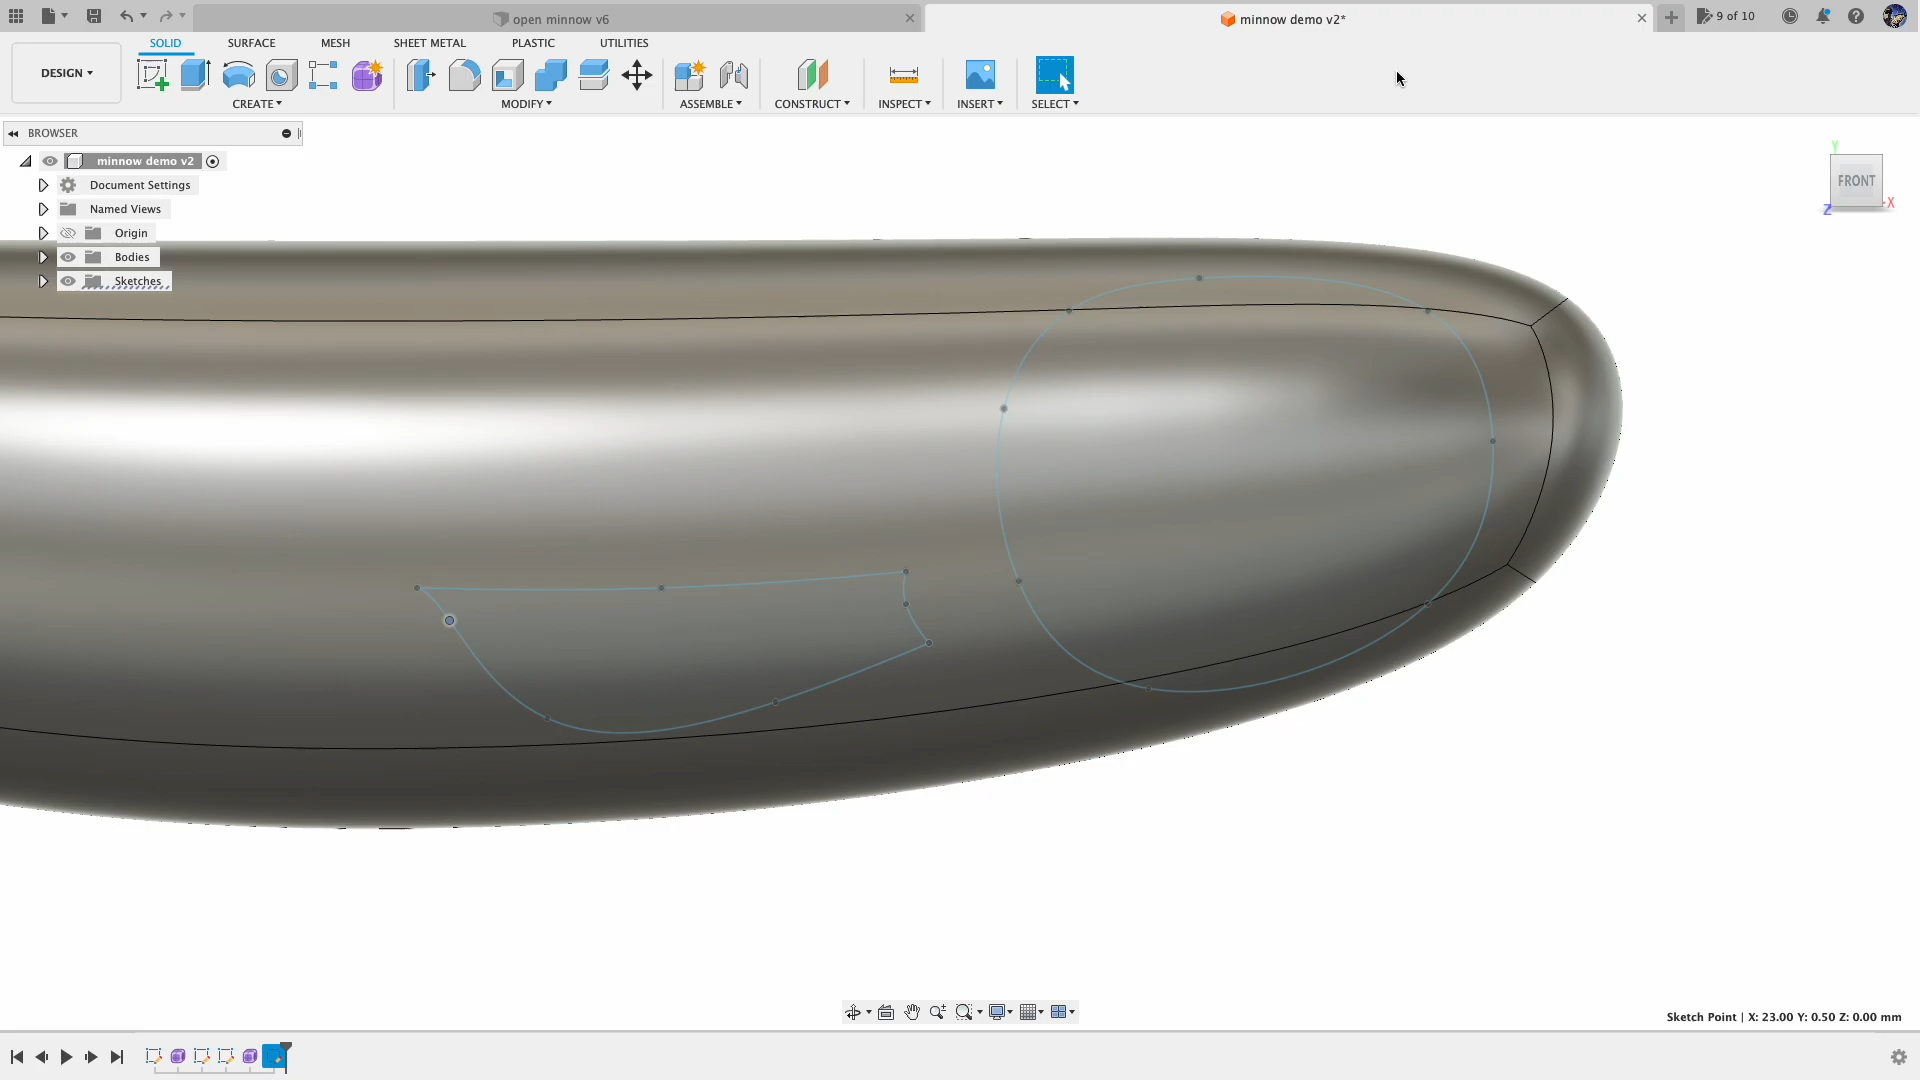 open minnow v6
minnow demo v2*
9 of 10
DESIGN
SOLID SURFACE MESH SHEET METAL PLASTIC UTILITIES
CREATE MODIFY ASSEMBLE CONSTRUCT INSPECT INSERT SELECT
BROWSER
minnow demo v2
Document Settings
Named Views
Origin
Bodies
Sketches
Y
FRONT
X
Z
Sketch Point | X: 23.00 Y: 0.50 Z: 0.00 mm